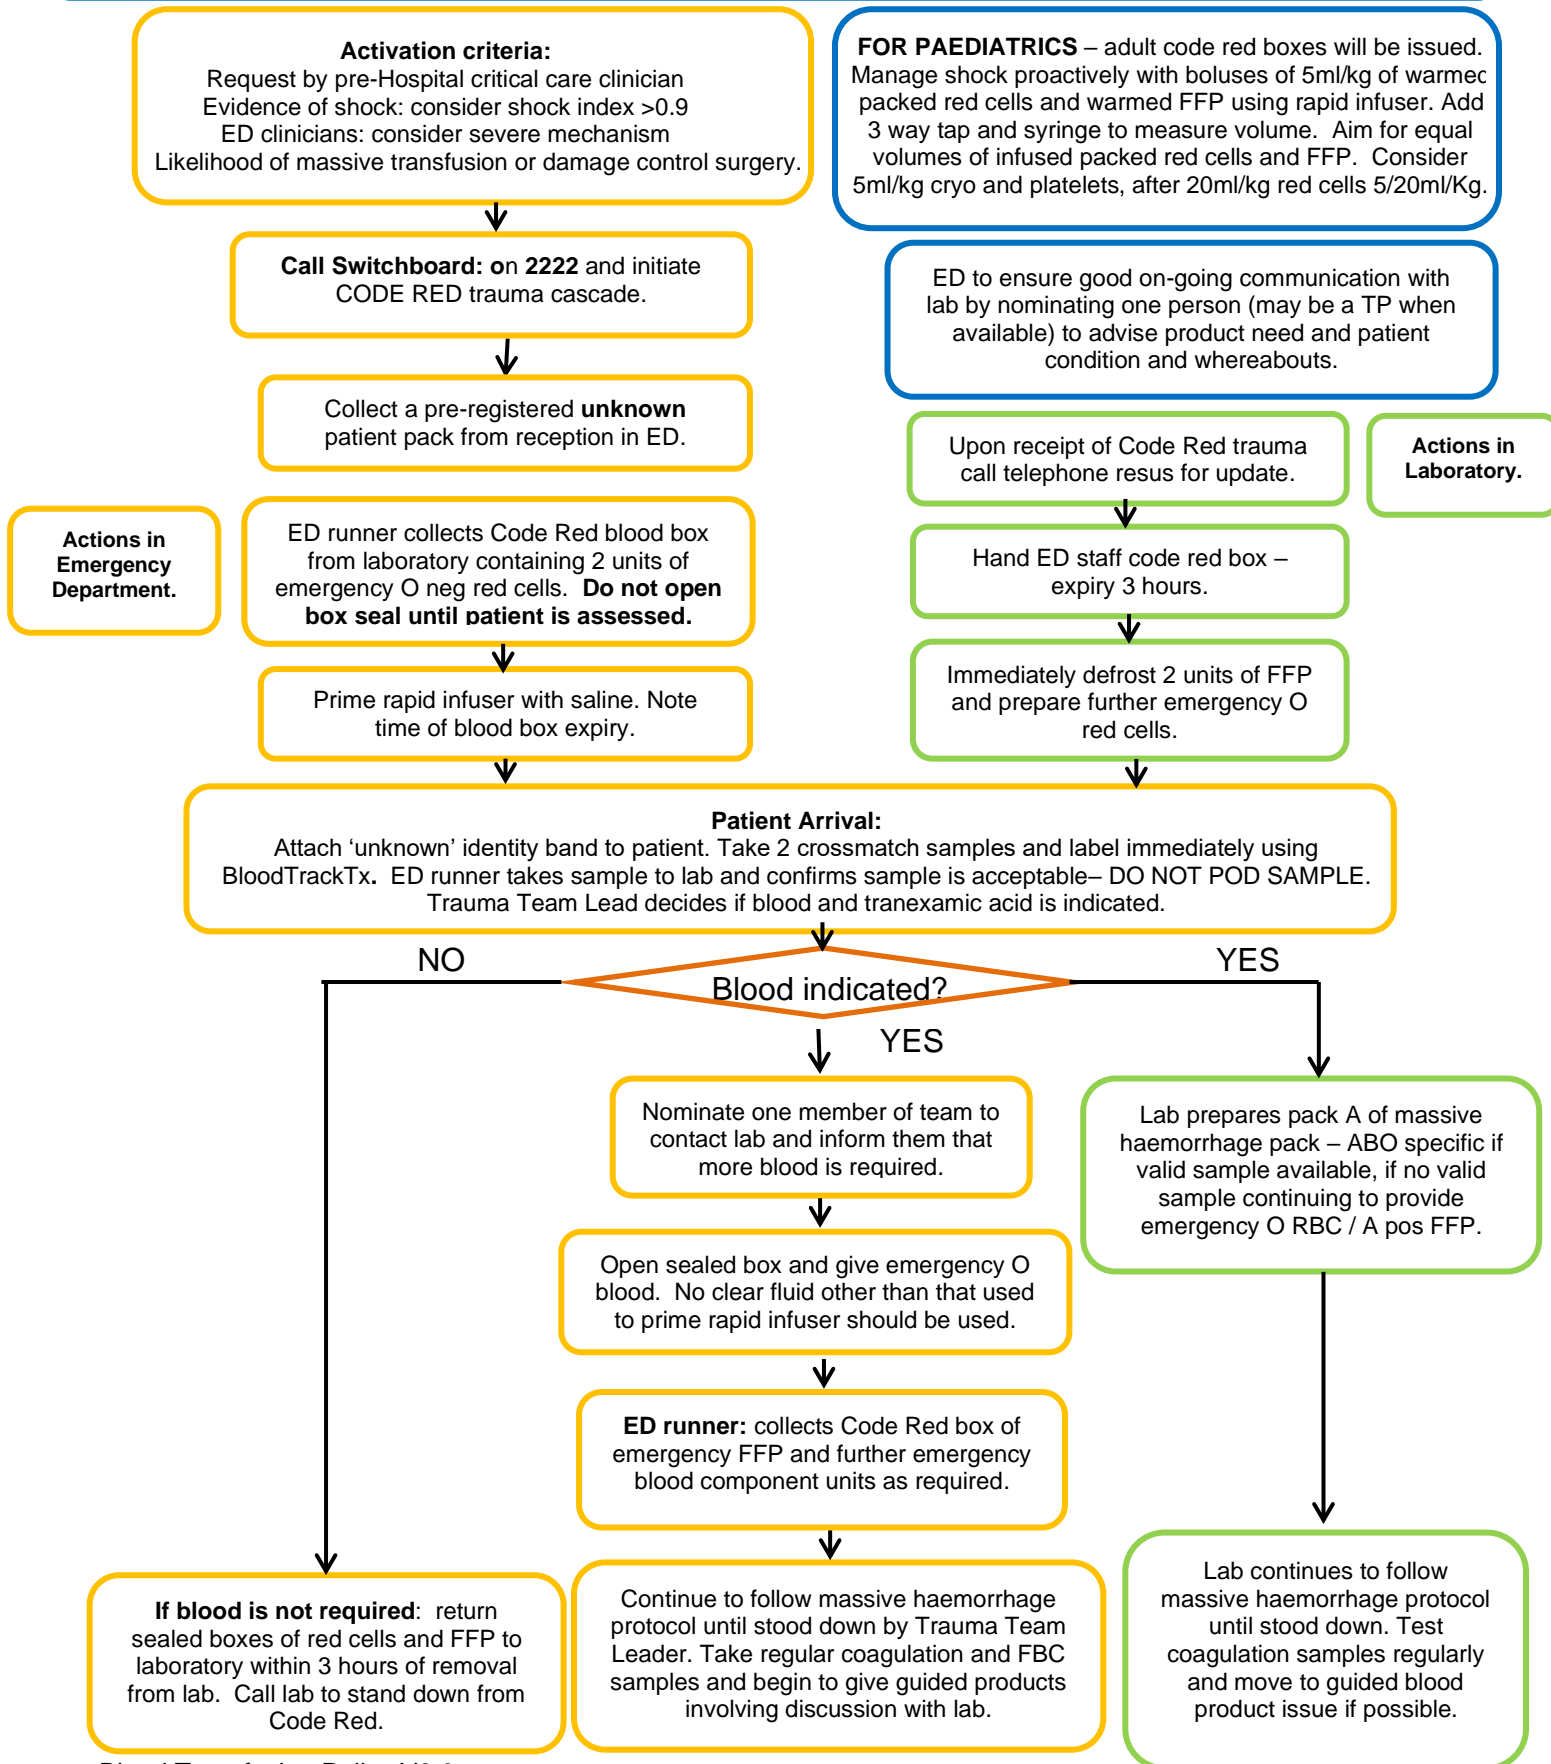 Activation criteria:
Request by pre-Hospital critical care clinician
Evidence of shock: consider shock index >0.9
ED clinicians: consider severe mechanism
Likelihood of massive transfusion or damage control surgery.
FOR PAEDIATRICS – adult code red boxes will be issued.
Manage shock proactively with boluses of 5ml/kg of warmed
packed red cells and warmed FFP using rapid infuser. Add
3 way tap and syringe to measure volume.  Aim for equal
volumes of infused packed red cells and FFP.  Consider
5ml/kg cryo and platelets, after 20ml/kg red cells 5/20ml/Kg.
Call Switchboard: on 2222 and initiate
CODE RED trauma cascade.
ED to ensure good on-going communication with
lab by nominating one person (may be a TP when
available) to advise product need and patient
condition and whereabouts.
Collect a pre-registered unknown
patient pack from reception in ED.
Upon receipt of Code Red trauma
call telephone resus for update.
Actions in
Laboratory.
Actions in
Emergency
Department.
ED runner collects Code Red blood box
from laboratory containing 2 units of
emergency O neg red cells.  Do not open
box seal until patient is assessed.
Hand ED staff code red box –
expiry 3 hours.
Prime rapid infuser with saline. Note
time of blood box expiry.
Immediately defrost 2 units of FFP
and prepare further emergency O
red cells.
Patient Arrival:
Attach ‘unknown’ identity band to patient. Take 2 crossmatch samples and label immediately using
BloodTrackTx.  ED runner takes sample to lab and confirms sample is acceptable– DO NOT POD SAMPLE.
Trauma Team Lead decides if blood and tranexamic acid is indicated.
NO
YES
Blood indicated?
YES
Nominate one member of team to
contact lab and inform them that
more blood is required.
Lab prepares pack A of massive
haemorrhage pack – ABO specific if
valid sample available, if no valid
sample continuing to provide
emergency O RBC / A pos FFP.
Open sealed box and give emergency O
blood.  No clear fluid other than that used
to prime rapid infuser should be used.
ED runner: collects Code Red box of
emergency FFP and further emergency
blood component units as required.
If blood is not required:  return
sealed boxes of red cells and FFP to
laboratory within 3 hours of removal
from lab.  Call lab to stand down from
Code Red.
Continue to follow massive haemorrhage
protocol until stood down by Trauma Team
Leader. Take regular coagulation and FBC
samples and begin to give guided products
involving discussion with lab.
Lab continues to follow
massive haemorrhage protocol
until stood down. Test
coagulation samples regularly
and move to guided blood
product issue if possible.